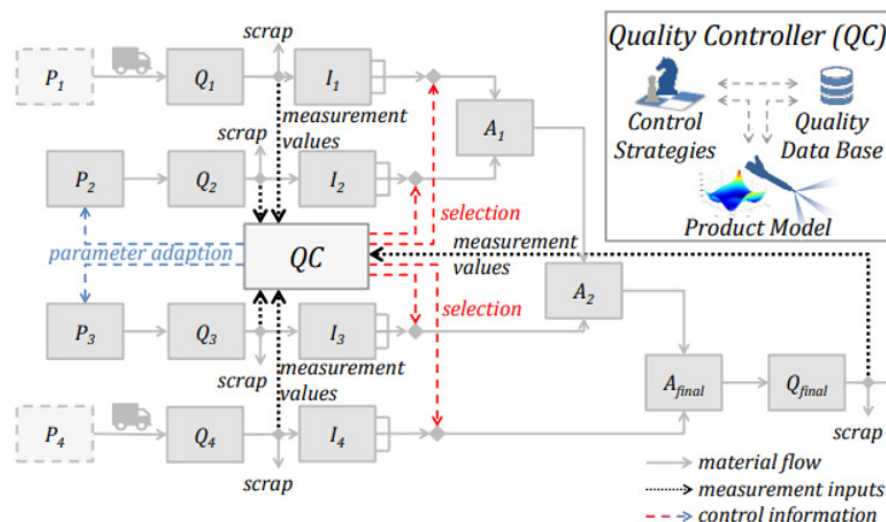 scrap
P1
Q1
I1
measurement
values
A1
scrap
P2
Q2
I2
selection
parameter adaption
QC
measurement
values
A2
selection
P3
Q3
I3
scrap
measurement
values
Afinal
Qfinal
P4
Q4
I4
scrap
scrap
Quality Controller (QC)
Control
Strategies
Quality
Data Base
Product Model
material flow
measurement inputs
control information